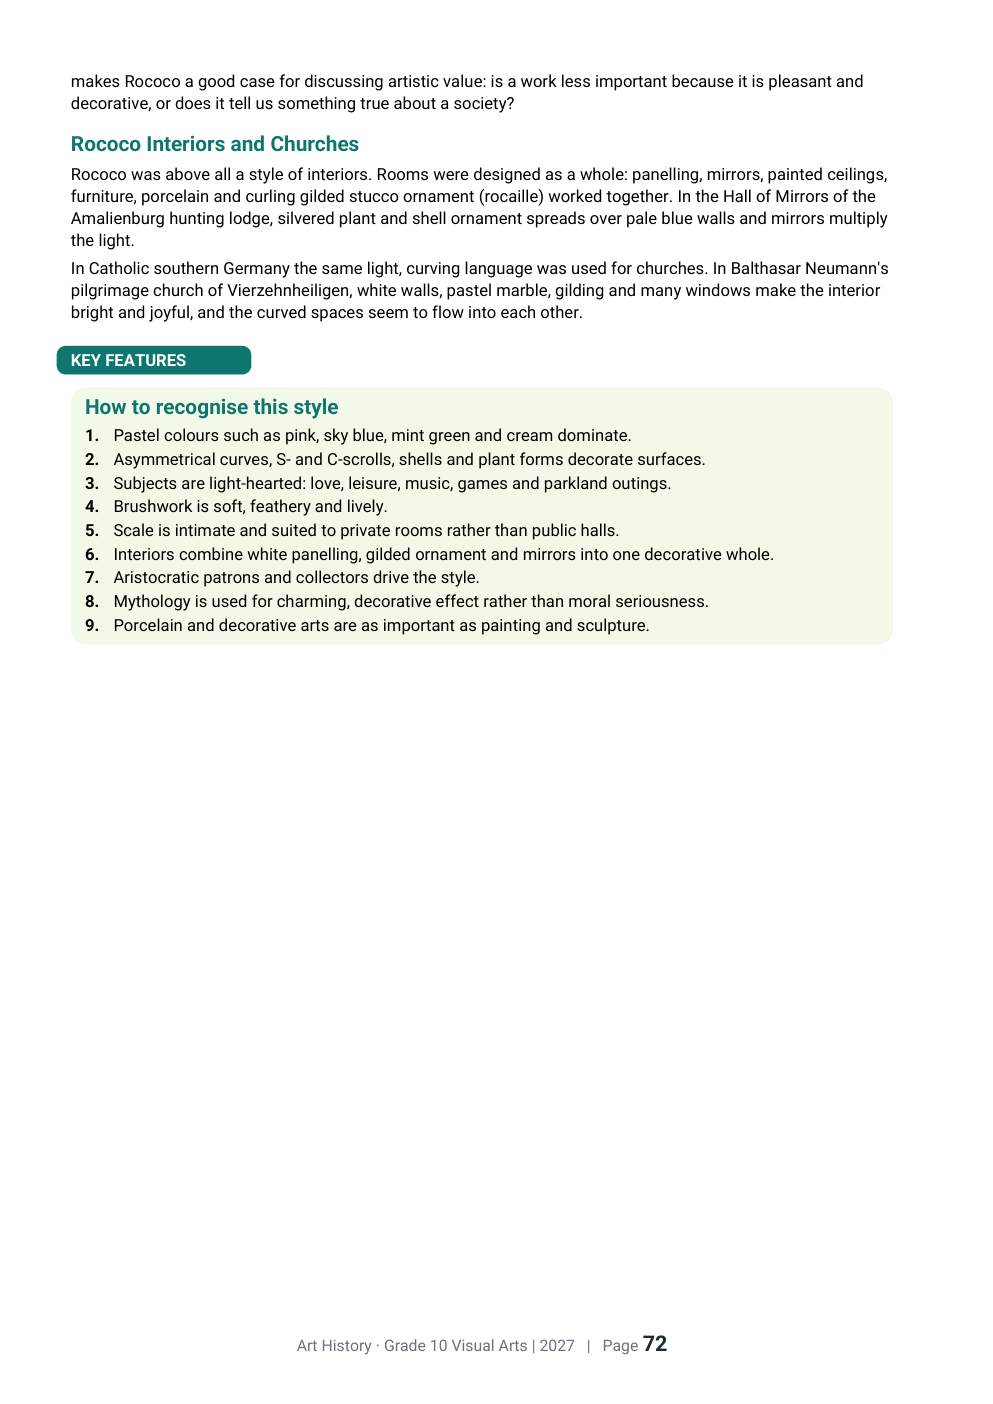 makes Rococo a good case for discussing artistic value: is a work less important because it is pleasant and
decorative, or does it tell us something true about a society?
Rococo Interiors and Churches
Rococo was above all a style of interiors. Rooms were designed as a whole: panelling, mirrors, painted ceilings,
furniture, porcelain and curling gilded stucco ornament (rocaille) worked together. In the Hall of Mirrors of the
Amalienburg hunting lodge, silvered plant and shell ornament spreads over pale blue walls and mirrors multiply
the light.
In Catholic southern Germany the same light, curving language was used for churches. In Balthasar Neumann's
pilgrimage church of Vierzehnheiligen, white walls, pastel marble, gilding and many windows make the interior
bright and joyful, and the curved spaces seem to flow into each other.
KEY FEATURES
How to recognise this style
1. Pastel colours such as pink, sky blue, mint green and cream dominate.
2. Asymmetrical curves, S- and C-scrolls, shells and plant forms decorate surfaces.
3. Subjects are light-hearted: love, leisure, music, games and parkland outings.
4. Brushwork is soft, feathery and lively.
5. Scale is intimate and suited to private rooms rather than public halls.
6. Interiors combine white panelling, gilded ornament and mirrors into one decorative whole.
7. Aristocratic patrons and collectors drive the style.
8. Mythology is used for charming, decorative effect rather than moral seriousness.
9. Porcelain and decorative arts are as important as painting and sculpture.
Art History · Grade 10 Visual Arts | 2027 | Page 72